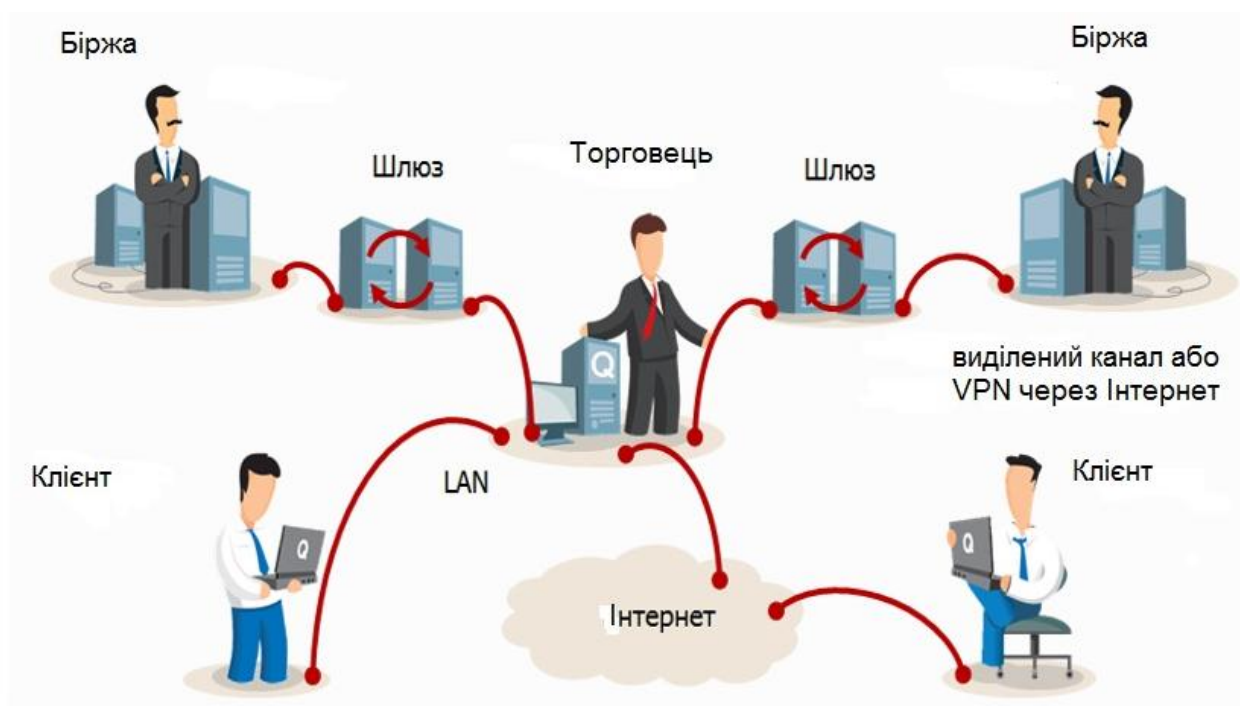 Біржа
Біржа
Шлюз
Торговець
Шлюз
Q
виділений канал або
VPN через Інтернет
Клієнт
LAN
Клієнт
Q
Q
Інтернет